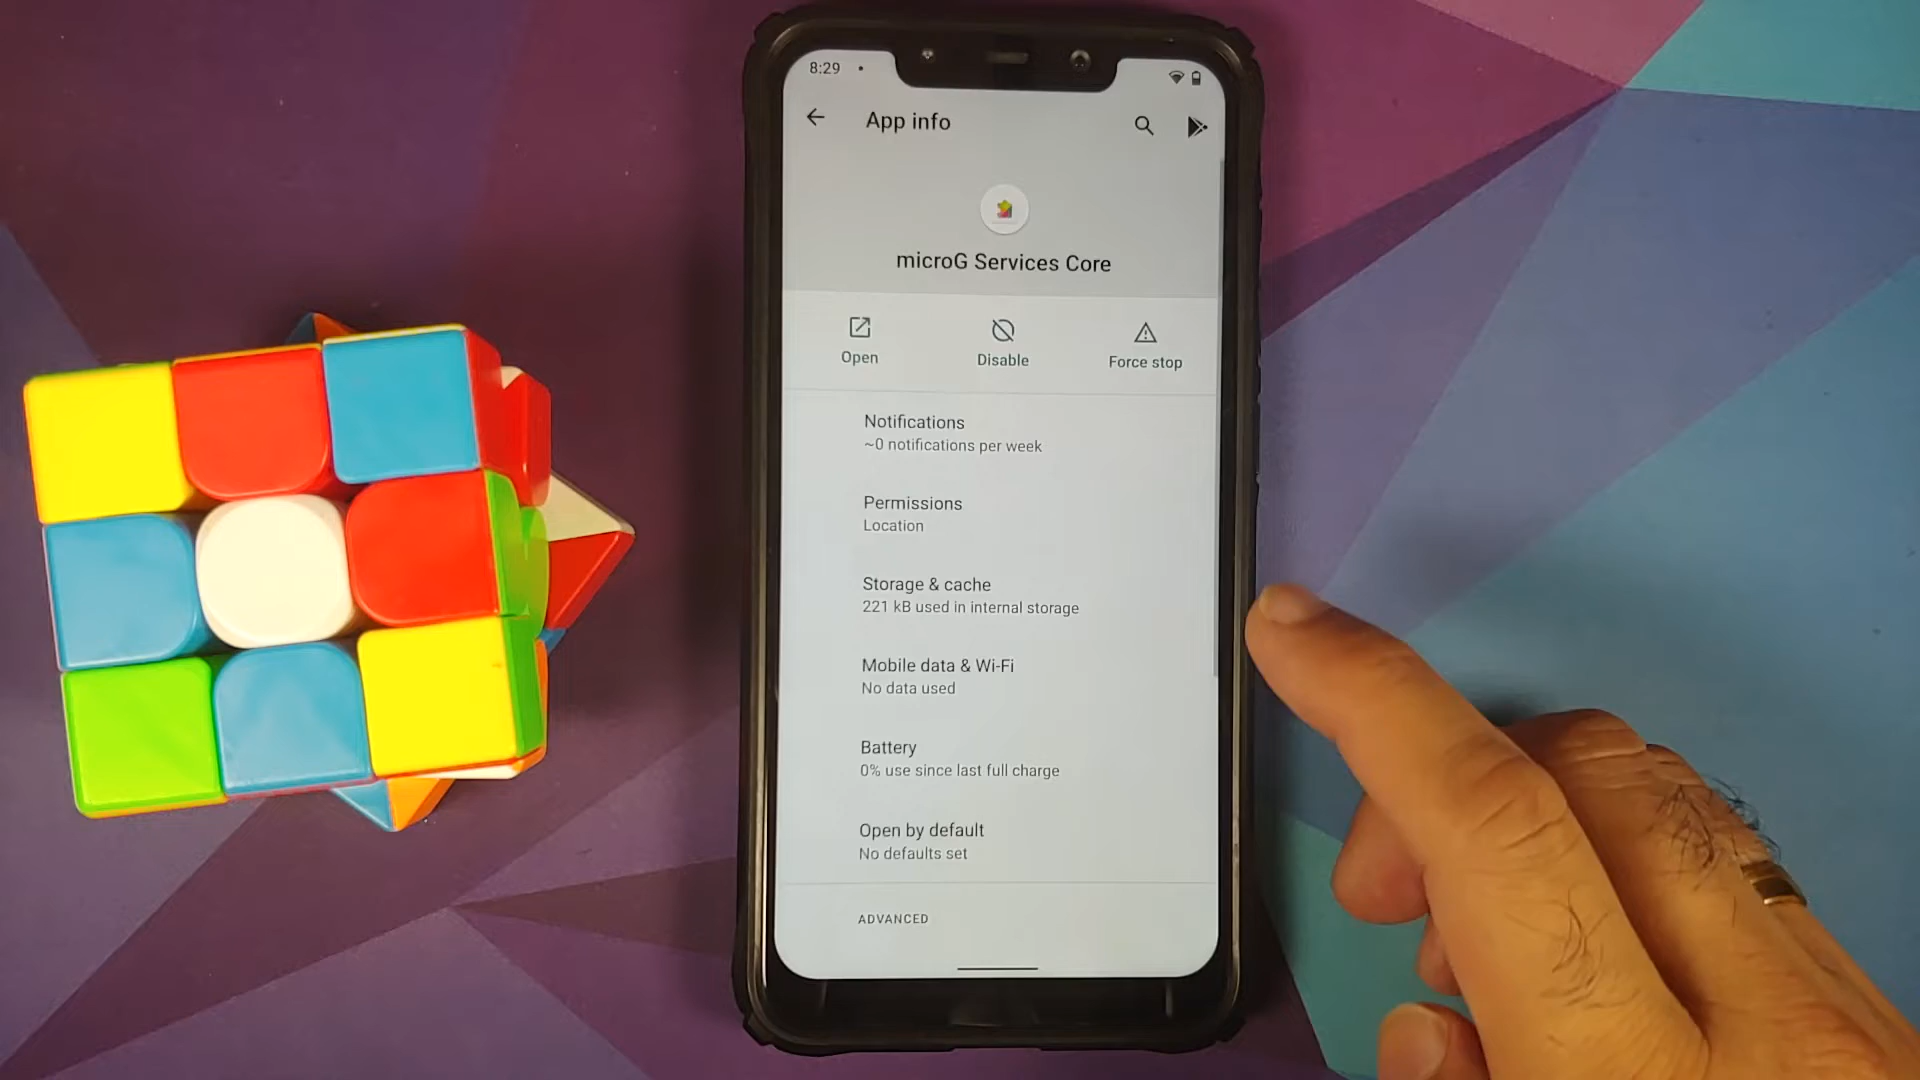 8:29
App info
microG Services Core
Open
Disable
Force stop
Notifications
~0 notifications per week
Permissions
Location
Storage & cache
221 kB used in internal storage
Mobile data & Wi-Fi
No data used
Battery
0% use since last full charge
Open by default
No defaults set
ADVANCED